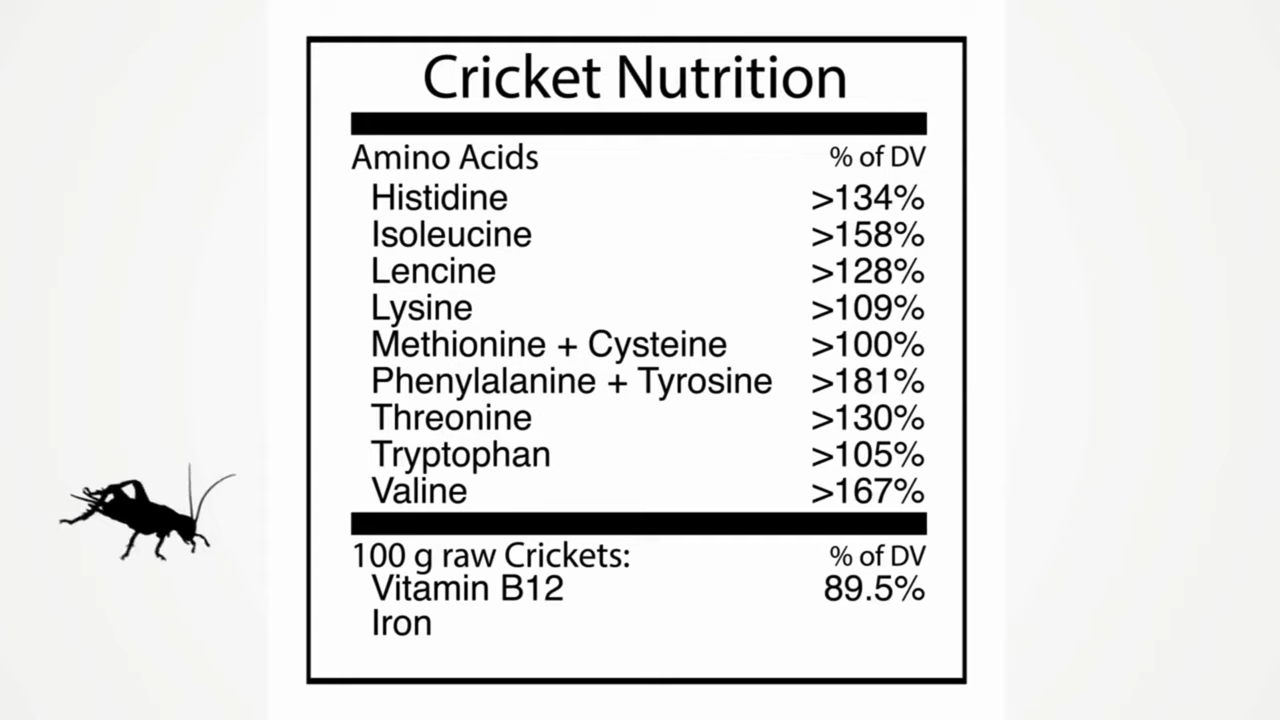 Cricket Nutrition
Amino Acids % of DV
Histidine >134%
Isoleucine >158%
Lencine >128%
Lysine >109%
Methionine + Cysteine >100%
Phenylalanine + Tyrosine >181%
Threonine >130%
Tryptophan >105%
Valine >167%
100 g raw Crickets: % of DV
Vitamin B12 89.5%
Iron